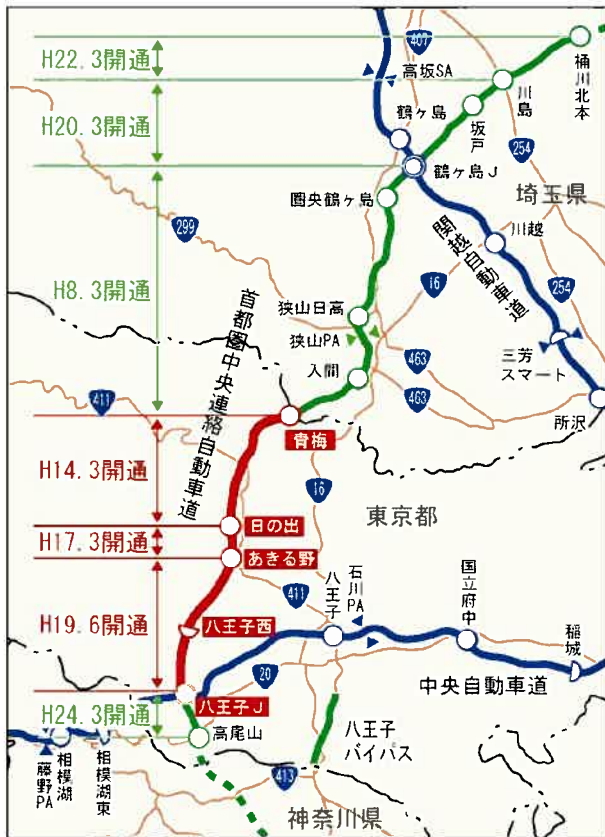 H22.3開通
H20.3開通
H8.3開通
H14.3開通
H17.3開通
H19.6開通
H24.3開通
407
高坂SA
桶川北本
川島
鶴ヶ島
坂戸
254
鶴ヶ島J
埼玉県
圏央鶴ヶ島
299
関越自動車道
川越
16
254
首都圏中央連絡自動車道
狭山日高
狭山PA
463
三芳
スマート
入間
411
463
所沢
青梅
16
東京都
日の出
あきる野
411
八王子
石川PA
国立府中
稲城
八王子西
20
中央自動車道
八王子J
高尾山
八王子
バイパス
藤野PA
相模湖
相模湖東
413
神奈川県